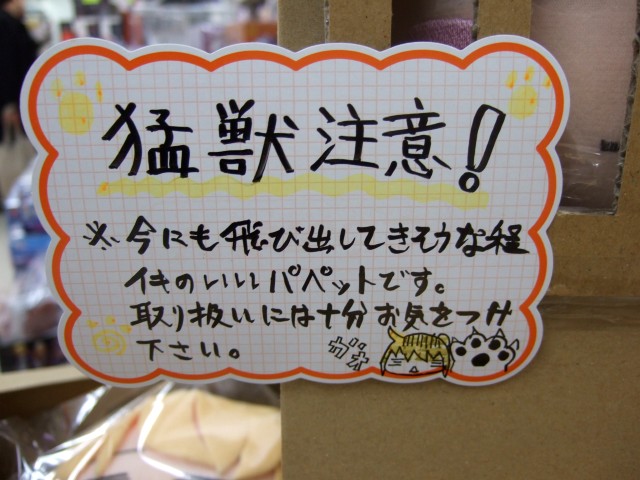 猛獣注意!
※今にも飛び出してきそうな程
イキのいいパペットです。
取り扱いには十分お気をつけ
下さい。
ガオ